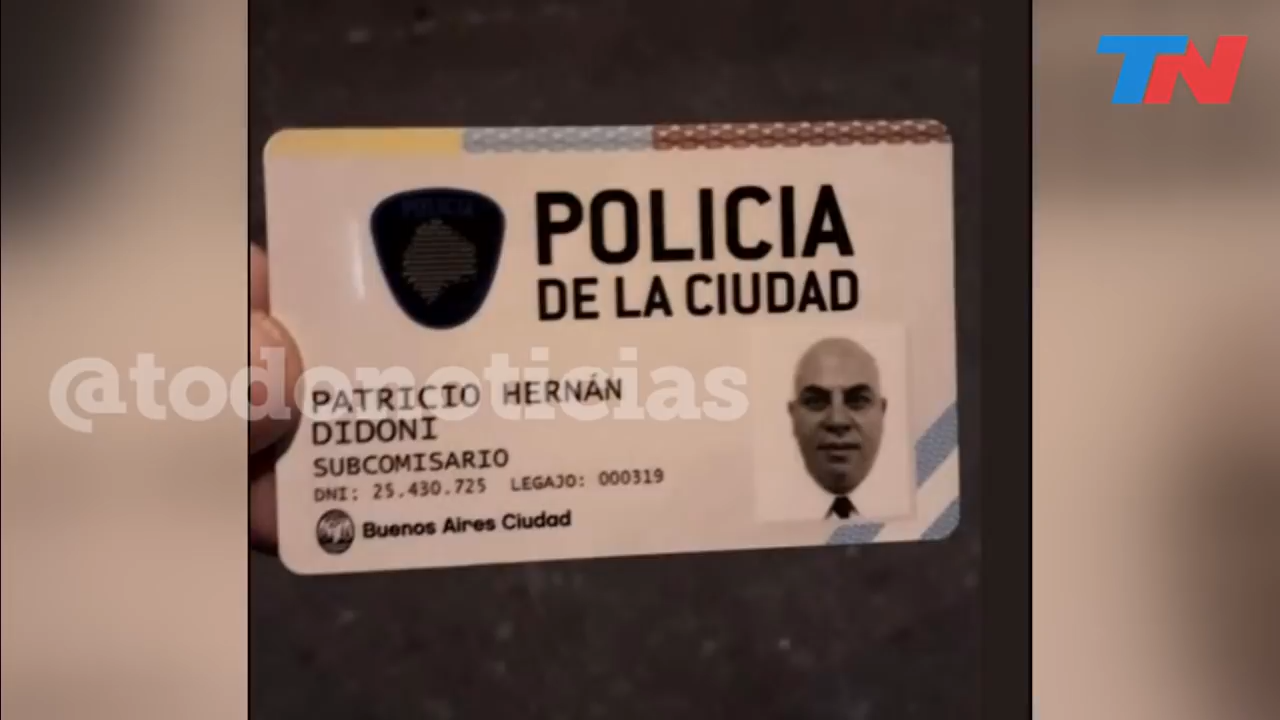 TN
POLICIA
POLICIA
DE LA CIUDAD
@todonoticias
PATRICIO HERNÁN
DIDONI
SUBCOMISARIO
DNI: 25.430.725 LEGAJO: 000319
Buenos Aires Ciudad